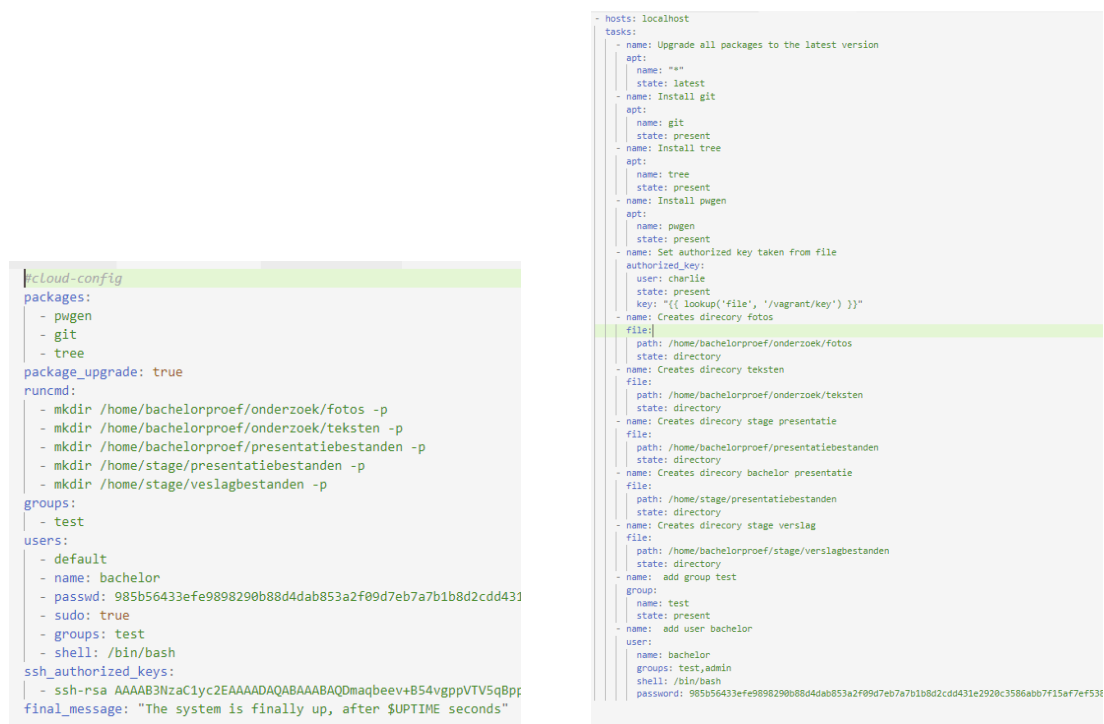 #cloud-config
packages:
  - pwgen
  - git
  - tree
package_upgrade: true
runcmd:
  - mkdir /home/bachelorproef/onderzoek/fotos -p
  - mkdir /home/bachelorproef/onderzoek/teksten -p
  - mkdir /home/bachelorproef/presentatiebestanden -p
  - mkdir /home/stage/presentatiebestanden -p
  - mkdir /home/stage/veslagbestanden -p
groups:
  - test
users:
  - default
  - name: bachelor
  - passwd: 985b56433efe9898290b88d4dab853a2f09d7eb7a7b1b8d2cdd431
  - sudo: true
  - groups: test
  - shell: /bin/bash
ssh_authorized_keys:
  - ssh-rsa AAAAB3NzaC1yc2EAAAADAQABAAABAQDmaqbeev+B54vgppVTV5qBpp
final_message: "The system is finally up, after $UPTIME seconds"
- hosts: localhost
  tasks:
    - name: Upgrade all packages to the latest version
      apt:
        name: "*"
        state: latest
    - name: Install git
      apt:
        name: git
        state: present
    - name: Install tree
      apt:
        name: tree
        state: present
    - name: Install pwgen
      apt:
        name: pwgen
        state: present
    - name: Set authorized key taken from file
      authorized_key:
        user: charlie
        state: present
        key: "{{ lookup('file', '/vagrant/key') }}"
    - name: Creates direcory fotos
      file:
        path: /home/bachelorproef/onderzoek/fotos
        state: directory
    - name: Creates direcory teksten
      file:
        path: /home/bachelorproef/onderzoek/teksten
        state: directory
    - name: Creates direcory stage presentatie
      file:
        path: /home/bachelorproef/presentatiebestanden
        state: directory
    - name: Creates direcory bachelor presentatie
      file:
        path: /home/stage/presentatiebestanden
        state: directory
    - name: Creates direcory stage verslag
      file:
        path: /home/bachelorproef/stage/verslagbestanden
        state: directory
    - name:  add group test
      group:
        name: test
        state: present
    - name:  add user bachelor
      user:
        name: bachelor
        groups: test,admin
        shell: /bin/bash
        password: 985b56433efe9898290b88d4dab853a2f09d7eb7a7b1b8d2cdd431e2920c3586abb7f15af7ef538